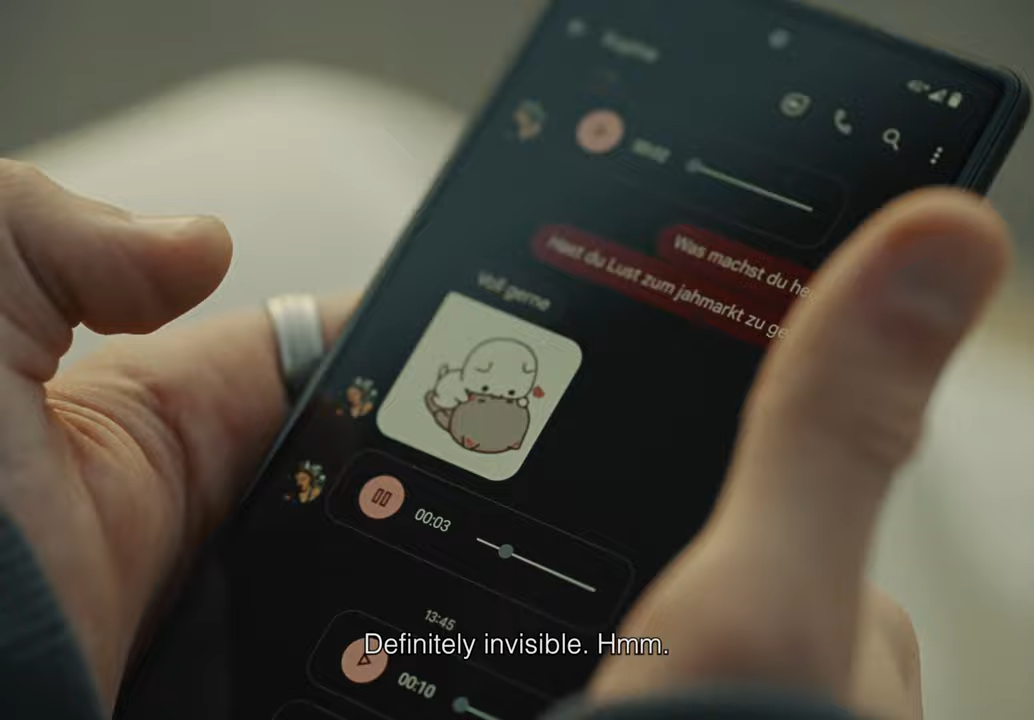 Was machst du he
Hast du Lust zum jahrmarkt zu ge
Voll gerne
00:03
13:45
Definitely invisible. Hmm.
00:10